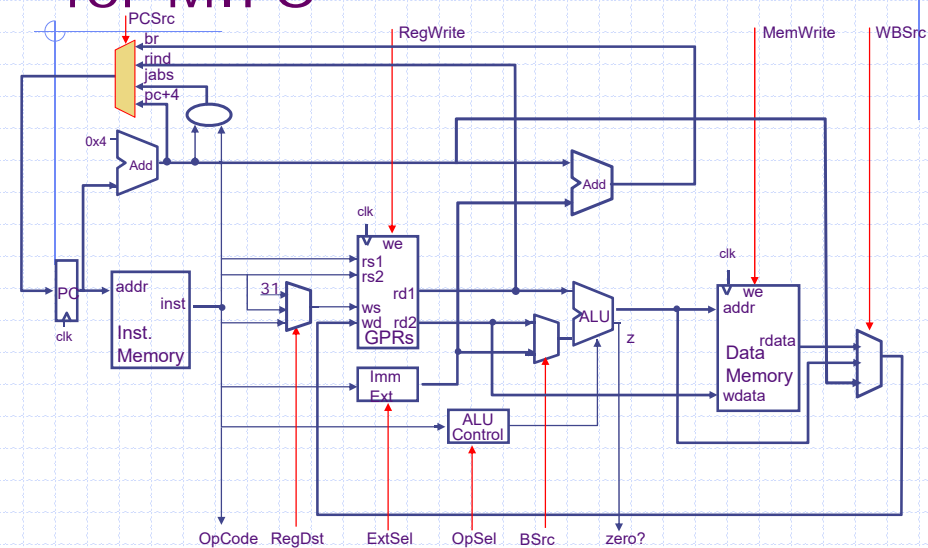 PCSrc
RegWrite
MemWrite
WBSrc
br
rind
jabs
pc+4
0x4
Add
Add
clk
we
rs1
rs2
31
rd1
ws
wd
rd2
GPRs
PC
clk
addr
inst
Inst.
Memory
ALU
z
clk
we
addr
rdata
Data
Memory
wdata
Imm
Ext
ALU
Control
OpCode
RegDst
ExtSel
OpSel
BSrc
zero?